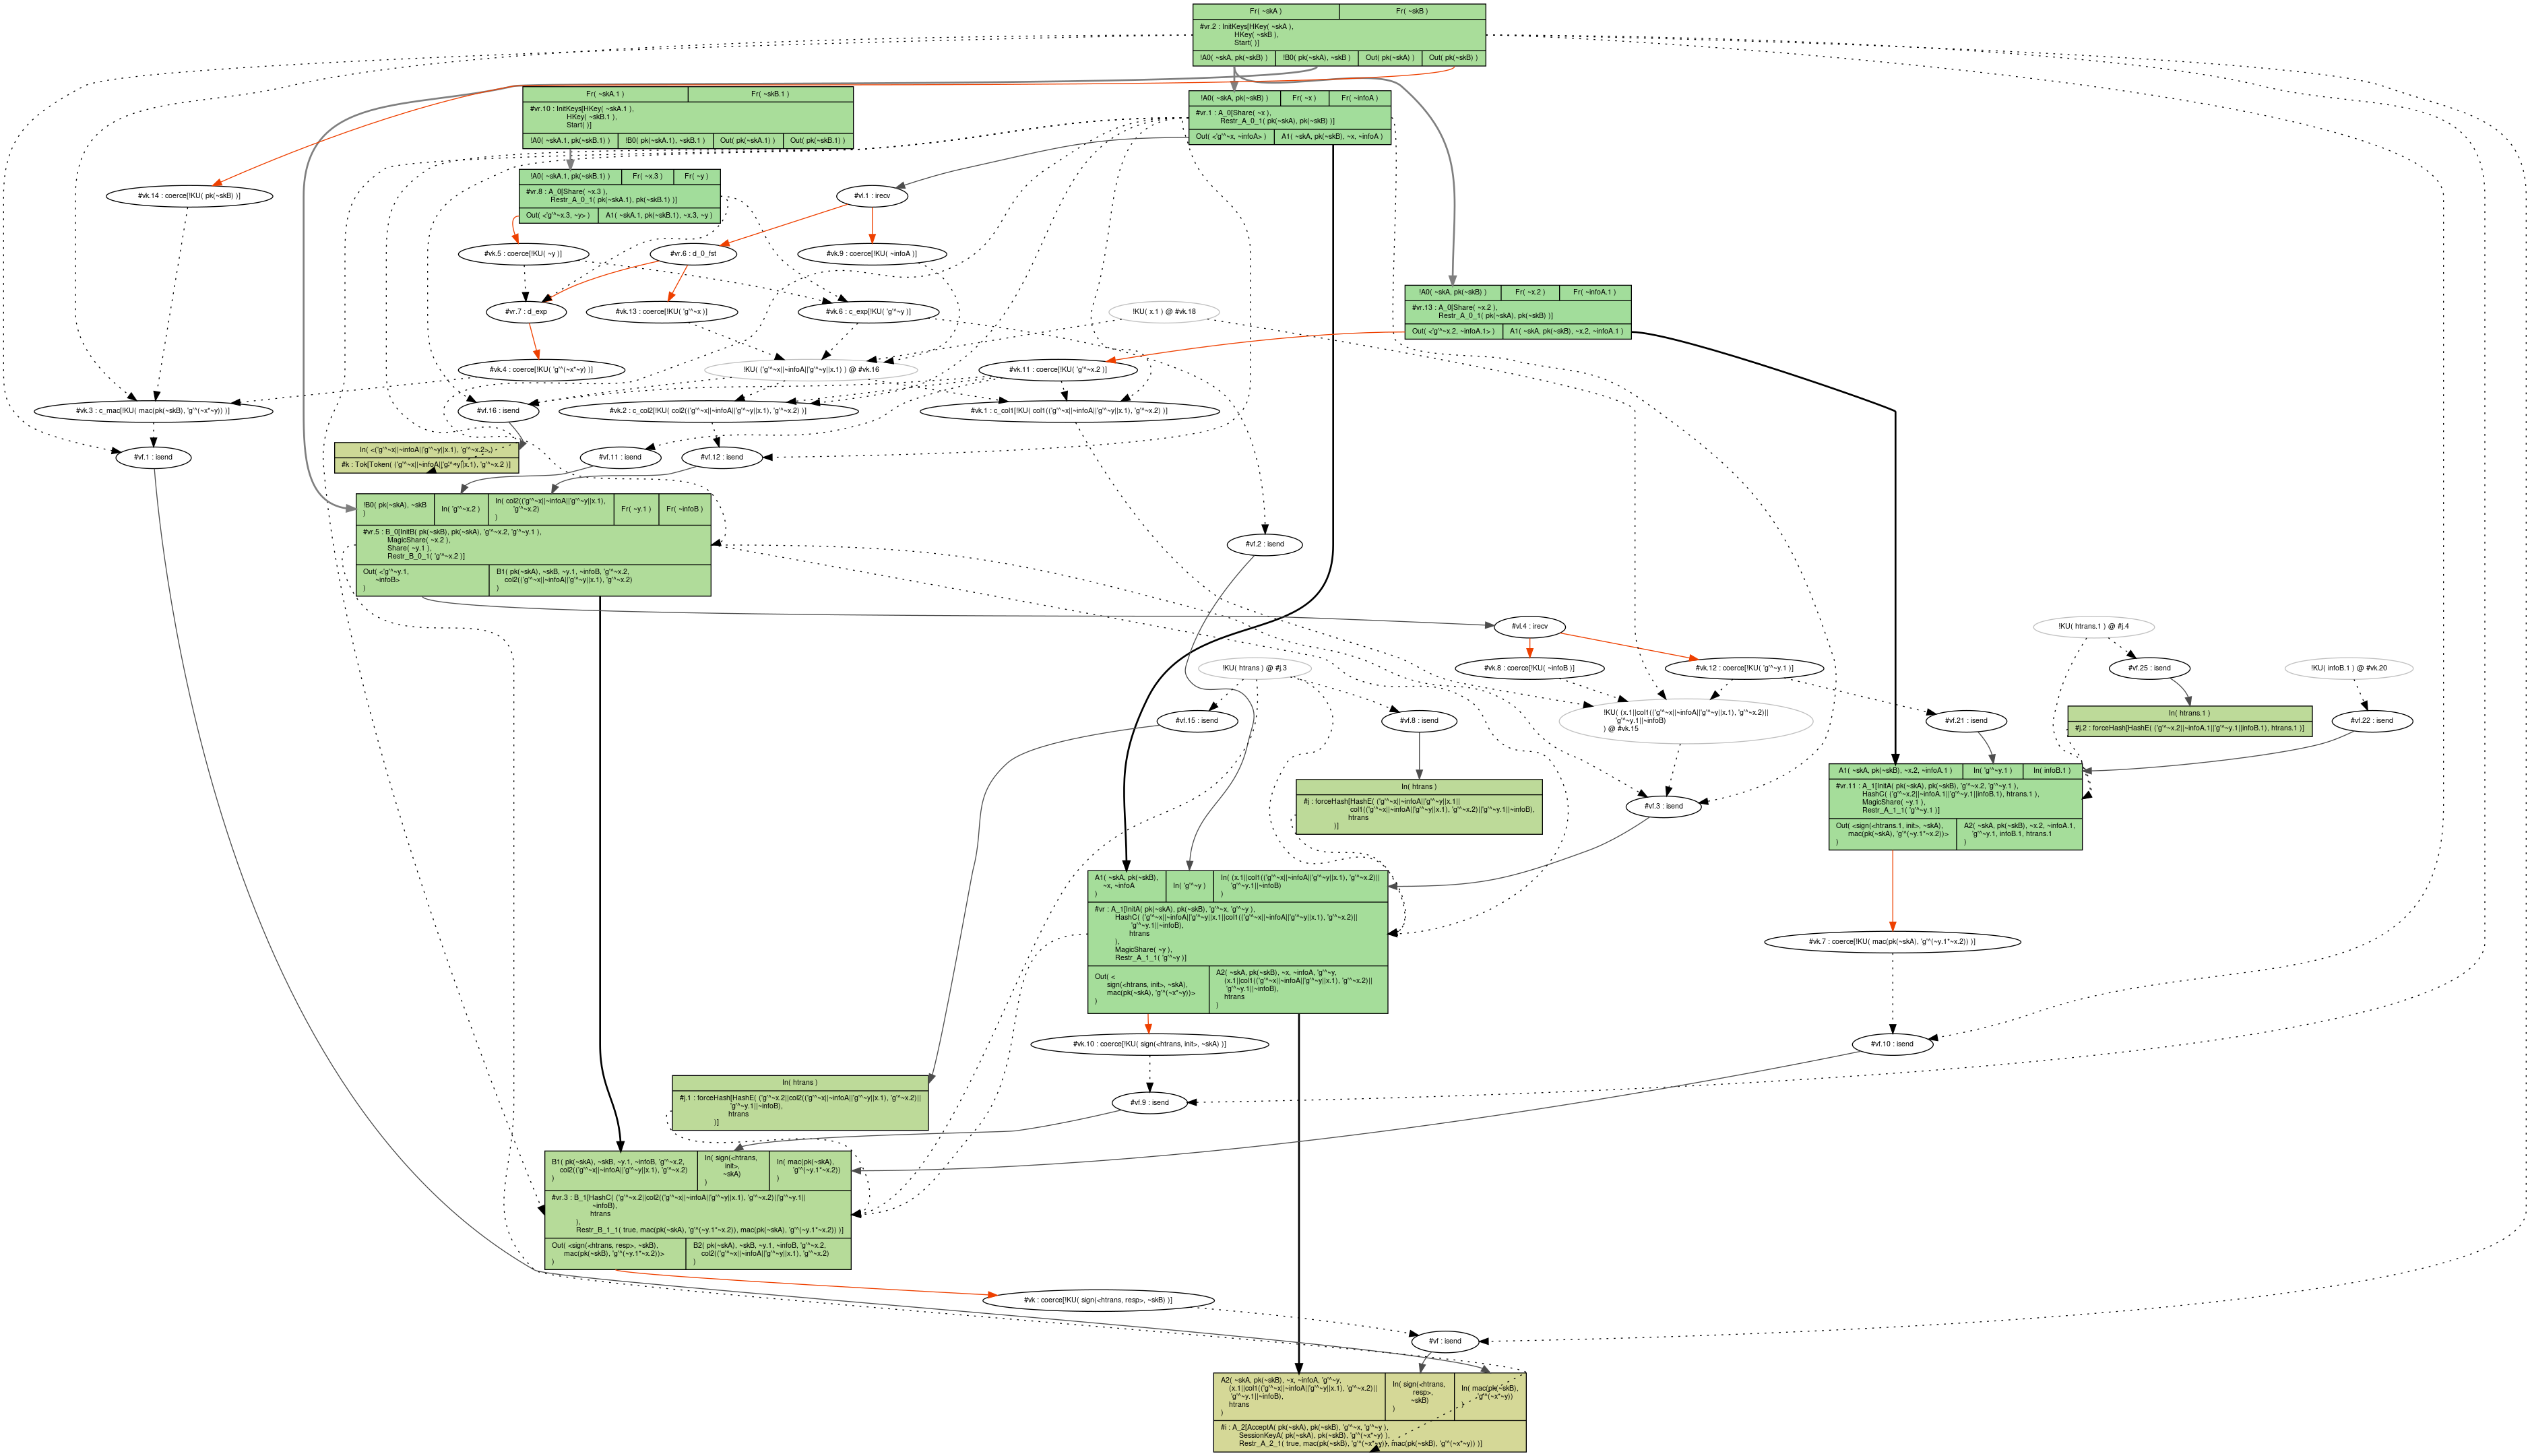 Fr( ~skA )
Fr( ~skB )
#vr.2 : InitKeys[HKey( ~skA ),
HKey( ~skB ),
Start( )]
!A0( ~skA, pk(~skB) )
!B0( pk(~skA), ~skB )
Out( pk(~skA) )
Out( pk(~skB) )
Fr( ~skA.1 )
Fr( ~skB.1 )
#vr.10 : InitKeys[HKey( ~skA.1 ),
HKey( ~skB.1 ),
Start( )]
!A0( ~skA.1, pk(~skB.1) )
!B0( pk(~skA.1), ~skB.1 )
Out( pk(~skA.1) )
Out( pk(~skB.1) )
!A0( ~skA, pk(~skB) )
Fr( ~x )
Fr( ~infoA )
#vr.1 : A_0[Share( ~x ),
Restr_A_0_1( pk(~skA), pk(~skB) )]
Out( <'g'^~x, ~infoA> )
A1( ~skA, pk(~skB), ~x, ~infoA )
#vk.14 : coerce[!KU( pk(~skB) )]
!A0( ~skA.1, pk(~skB.1) )
Fr( ~x.3 )
Fr( ~y )
#vr.8 : A_0[Share( ~x.3 ),
Restr_A_0_1( pk(~skA.1), pk(~skB.1) )]
Out( <'g'^~x.3, ~y> )
A1( ~skA.1, pk(~skB.1), ~x.3, ~y )
#vl.1 : irecv
#vk.5 : coerce[!KU( ~y )]
#vr.6 : d_0_fst
#vk.9 : coerce[!KU( ~infoA )]
#vr.7 : d_exp
#vk.13 : coerce[!KU( 'g'^~x )]
#vk.6 : c_exp[!KU( 'g'^~y )]
!KU( x.1 ) @ #vk.18
!A0( ~skA, pk(~skB) )
Fr( ~x.2 )
Fr( ~infoA.1 )
#vr.13 : A_0[Share( ~x.2 ),
Restr_A_0_1( pk(~skA), pk(~skB) )]
Out( <'g'^~x.2, ~infoA.1> )
A1( ~skA, pk(~skB), ~x.2, ~infoA.1 )
#vk.4 : coerce[!KU( 'g'^(~x*~y) )]
!KU( ('g'^~x||~infoA||'g'^~y||x.1) ) @ #vk.16
#vk.11 : coerce[!KU( 'g'^~x.2 )]
#vk.3 : c_mac[!KU( mac(pk(~skB), 'g'^(~x*~y)) )]
#vf.16 : isend
#vk.2 : c_col2[!KU( col2(('g'^~x||~infoA||'g'^~y||x.1), 'g'^~x.2) )]
#vk.1 : c_col1[!KU( col1(('g'^~x||~infoA||'g'^~y||x.1), 'g'^~x.2) )]
#vf.1 : isend
In( <('g'^~x||~infoA||'g'^~y||x.1), 'g'^~x.2> )
#k : Tok[Token( ('g'^~x||~infoA||'g'^~y||x.1), 'g'^~x.2 )]
#vf.11 : isend
#vf.12 : isend
!B0( pk(~skA), ~skB
)
In( 'g'^~x.2 )
In( col2(('g'^~x||~infoA||'g'^~y||x.1),
'g'^~x.2)
)
Fr( ~y.1 )
Fr( ~infoB )
#vr.5 : B_0[InitB( pk(~skB), pk(~skA), 'g'^~x.2, 'g'^~y.1 ),
MagicShare( ~x.2 ),
Share( ~y.1 ),
Restr_B_0_1( 'g'^~x.2 )]
Out( <'g'^~y.1,
~infoB>
)
B1( pk(~skA), ~skB, ~y.1, ~infoB, 'g'^~x.2,
col2(('g'^~x||~infoA||'g'^~y||x.1), 'g'^~x.2)
)
#vf.2 : isend
#vl.4 : irecv
!KU( htrans.1 ) @ #j.4
!KU( htrans ) @ #j.3
#vk.8 : coerce[!KU( ~infoB )]
#vk.12 : coerce[!KU( 'g'^~y.1 )]
#vf.25 : isend
!KU( infoB.1 ) @ #vk.20
#vf.15 : isend
#vf.8 : isend
!KU( (x.1||col1(('g'^~x||~infoA||'g'^~y||x.1), 'g'^~x.2)||
'g'^~y.1||~infoB)
) @ #vk.15
#vf.21 : isend
In( htrans.1 )
#j.2 : forceHash[HashE( ('g'^~x.2||~infoA.1||'g'^~y.1||infoB.1), htrans.1 )]
#vf.22 : isend
In( htrans )
#j : forceHash[HashE( ('g'^~x||~infoA||'g'^~y||x.1||
col1(('g'^~x||~infoA||'g'^~y||x.1), 'g'^~x.2)||'g'^~y.1||~infoB),
htrans
)]
#vf.3 : isend
A1( ~skA, pk(~skB), ~x.2, ~infoA.1 )
In( 'g'^~y.1 )
In( infoB.1 )
#vr.11 : A_1[InitA( pk(~skA), pk(~skB), 'g'^~x.2, 'g'^~y.1 ),
HashC( ('g'^~x.2||~infoA.1||'g'^~y.1||infoB.1), htrans.1 ),
MagicShare( ~y.1 ),
Restr_A_1_1( 'g'^~y.1 )]
Out( <sign(<htrans.1, init>, ~skA),
mac(pk(~skA), 'g'^(~y.1*~x.2))>
)
A2( ~skA, pk(~skB), ~x.2, ~infoA.1,
'g'^~y.1, infoB.1, htrans.1
)
A1( ~skA, pk(~skB),
~x, ~infoA
)
In( 'g'^~y )
In( (x.1||col1(('g'^~x||~infoA||'g'^~y||x.1), 'g'^~x.2)||
'g'^~y.1||~infoB)
)
#vr : A_1[InitA( pk(~skA), pk(~skB), 'g'^~x, 'g'^~y ),
HashC( ('g'^~x||~infoA||'g'^~y||x.1||col1(('g'^~x||~infoA||'g'^~y||x.1), 'g'^~x.2)||
'g'^~y.1||~infoB),
htrans
),
MagicShare( ~y ),
Restr_A_1_1( 'g'^~y )]
Out( <
sign(<htrans, init>, ~skA),
mac(pk(~skA), 'g'^(~x*~y))>
)
A2( ~skA, pk(~skB), ~x, ~infoA, 'g'^~y,
(x.1||col1(('g'^~x||~infoA||'g'^~y||x.1), 'g'^~x.2)||
'g'^~y.1||~infoB),
htrans
)
#vk.7 : coerce[!KU( mac(pk(~skA), 'g'^(~y.1*~x.2)) )]
#vk.10 : coerce[!KU( sign(<htrans, init>, ~skA) )]
#vf.10 : isend
In( htrans )
#j.1 : forceHash[HashE( ('g'^~x.2||col2(('g'^~x||~infoA||'g'^~y||x.1), 'g'^~x.2)||
'g'^~y.1||~infoB),
htrans
)]
#vf.9 : isend
B1( pk(~skA), ~skB, ~y.1, ~infoB, 'g'^~x.2,
col2(('g'^~x||~infoA||'g'^~y||x.1), 'g'^~x.2)
)
In( sign(<htrans,
init>,
~skA)
)
In( mac(pk(~skA),
'g'^(~y.1*~x.2))
)
#vr.3 : B_1[HashC( ('g'^~x.2||col2(('g'^~x||~infoA||'g'^~y||x.1), 'g'^~x.2)||'g'^~y.1||
~infoB),
htrans
),
Restr_B_1_1( true, mac(pk(~skA), 'g'^(~y.1*~x.2)), mac(pk(~skA), 'g'^(~y.1*~x.2)) )]
Out( <sign(<htrans, resp>, ~skB),
mac(pk(~skB), 'g'^(~y.1*~x.2))>
)
B2( pk(~skA), ~skB, ~y.1, ~infoB, 'g'^~x.2,
col2(('g'^~x||~infoA||'g'^~y||x.1), 'g'^~x.2)
)
#vk : coerce[!KU( sign(<htrans, resp>, ~skB) )]
#vf : isend
A2( ~skA, pk(~skB), ~x, ~infoA, 'g'^~y,
(x.1||col1(('g'^~x||~infoA||'g'^~y||x.1), 'g'^~x.2)||
'g'^~y.1||~infoB),
htrans
)
In( sign(<htrans,
resp>,
~skB)
)
In( mac(pk(~skB),
'g'^(~x*~y))
)
#i : A_2[AcceptA( pk(~skA), pk(~skB), 'g'^~x, 'g'^~y ),
SessionKeyA( pk(~skA), pk(~skB), 'g'^(~x*~y) ),
Restr_A_2_1( true, mac(pk(~skB), 'g'^(~x*~y)), mac(pk(~skB), 'g'^(~x*~y)) )]